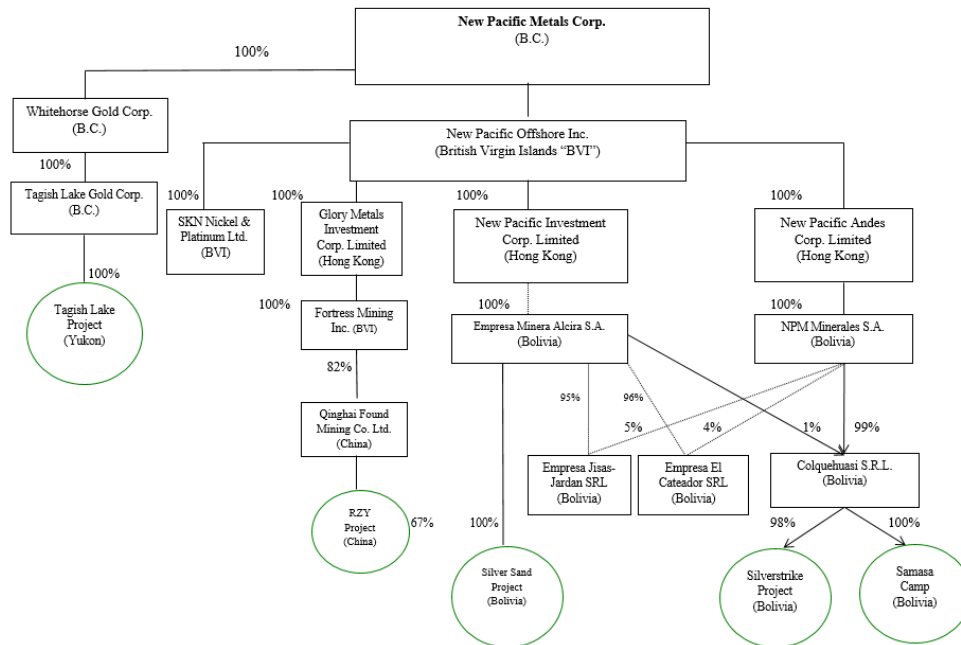 New Pacific Metals Corp.
(B.C.)
100%
Whitehorse Gold Corp.
(B.C.)
New Pacific Offshore Inc.
(British Virgin Islands “BVI”)
100%
Tagish Lake Gold Corp.
(B.C.)
100%
SKN Nickel &
Platinum Ltd.
(BVI)
100%
Glory Metals
Investment
Corp. Limited
(Hong Kong)
100%
New Pacific Investment
Corp. Limited
(Hong Kong)
100%
New Pacific Andes
Corp. Limited
(Hong Kong)
100%
Tagish Lake
Project
(Yukon)
100%
Fortress Mining
Inc. (BVI)
100%
Empresa Minera Alcira S.A.
(Bolivia)
100%
NPM Minerales S.A.
(Bolivia)
82%
95%
96%
5%
4%
1%
99%
Qinghai Found
Mining Co. Ltd.
(China)
Empresa Jisas-
Jardan SRL
(Bolivia)
Empresa El
Cateador SRL
(Bolivia)
Colquehuasi S.R.L.
(Bolivia)
RZY
Project
(China)
67%
100%
98%
100%
Silver Sand
Project
(Bolivia)
Silverstrike
Project
(Bolivia)
Samasa
Camp
(Bolivia)